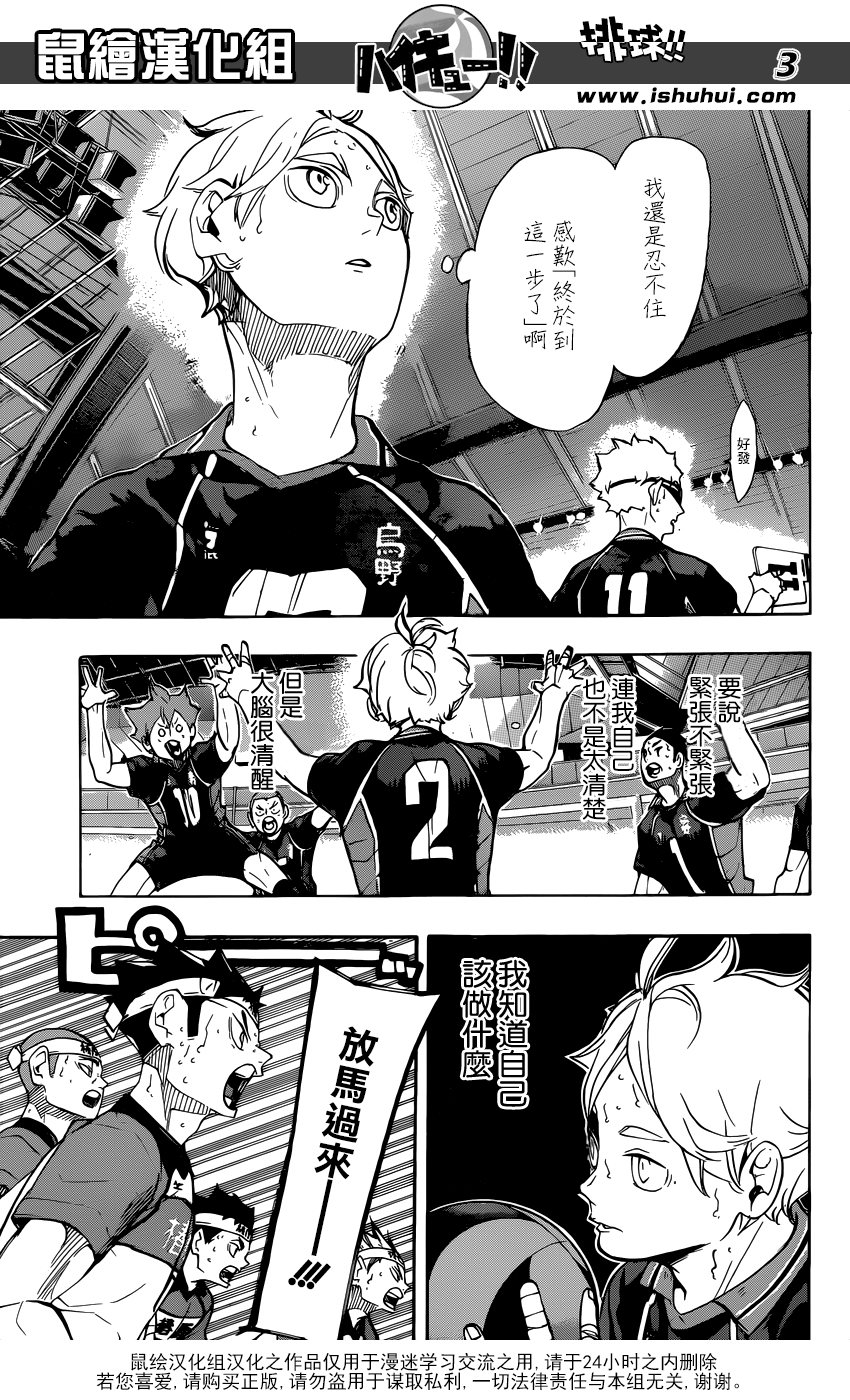 鼠繪漢化組
ハイキュー!!
排球!!
3
www.ishuhui.com
我還是忍不住
感歎「終於到
這一步了」啊
好發
烏野
11
要說
緊張不緊張
連我自己
也不是太清楚
但是
大腦很清醒
2
10
我知道自己
該做什麼
ピーーッ
放馬過來——!!!
鼠绘汉化组汉化之作品仅用于漫迷学习交流之用, 请于24小时之内删除
若您喜爱, 请购买正版, 请勿盗用于谋取私利, 一切法律责任与本组无关, 谢谢。